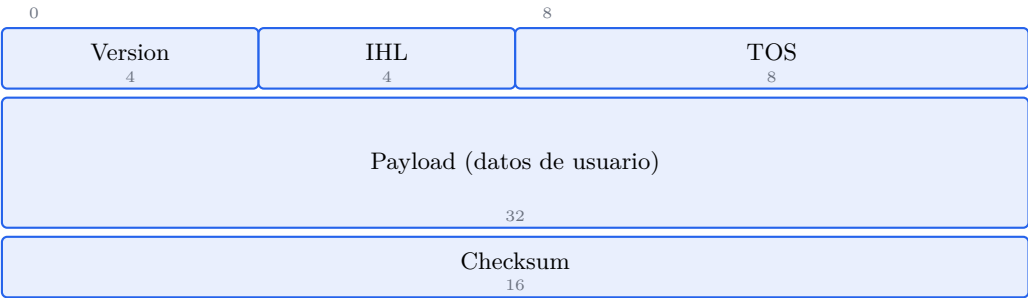 0 8
Version IHL TOS
4 4 8
Payload (datos de usuario)
32
Checksum
16